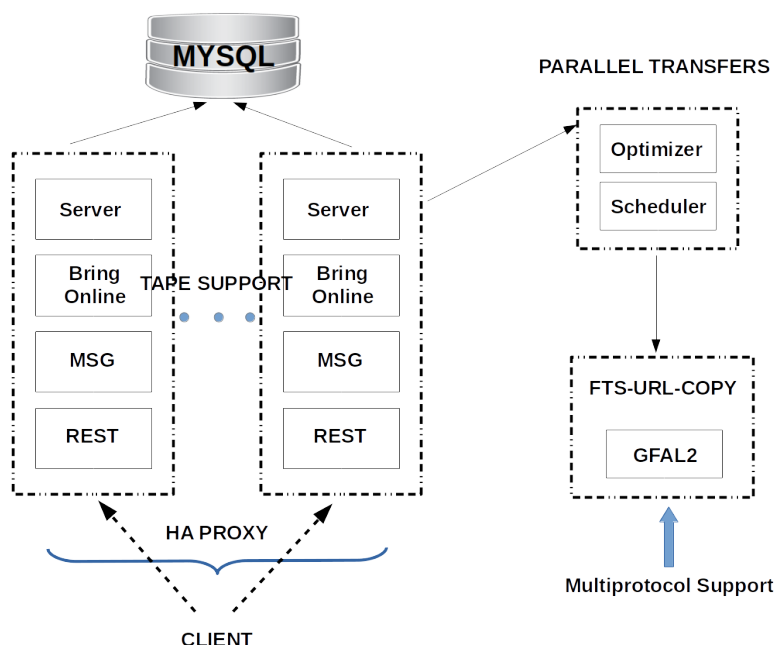 MYSQL
PARALLEL TRANSFERS
Optimizer
Scheduler
Server
Bring
Online
MSG
REST
TAPE SUPPORT
Server
Bring
Online
MSG
REST
FTS-URL-COPY
GFAL2
HA PROXY
Multiprotocol Support
CLIENT